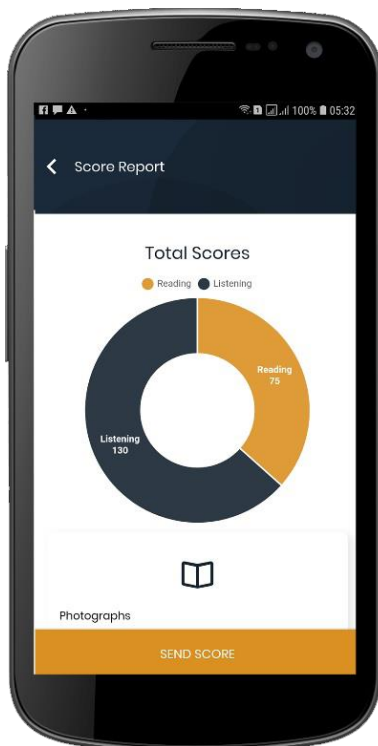 100% 05:32
Score Report
Total Scores
Reading Listening
Reading
75
Listening
130
Photographs
SEND SCORE